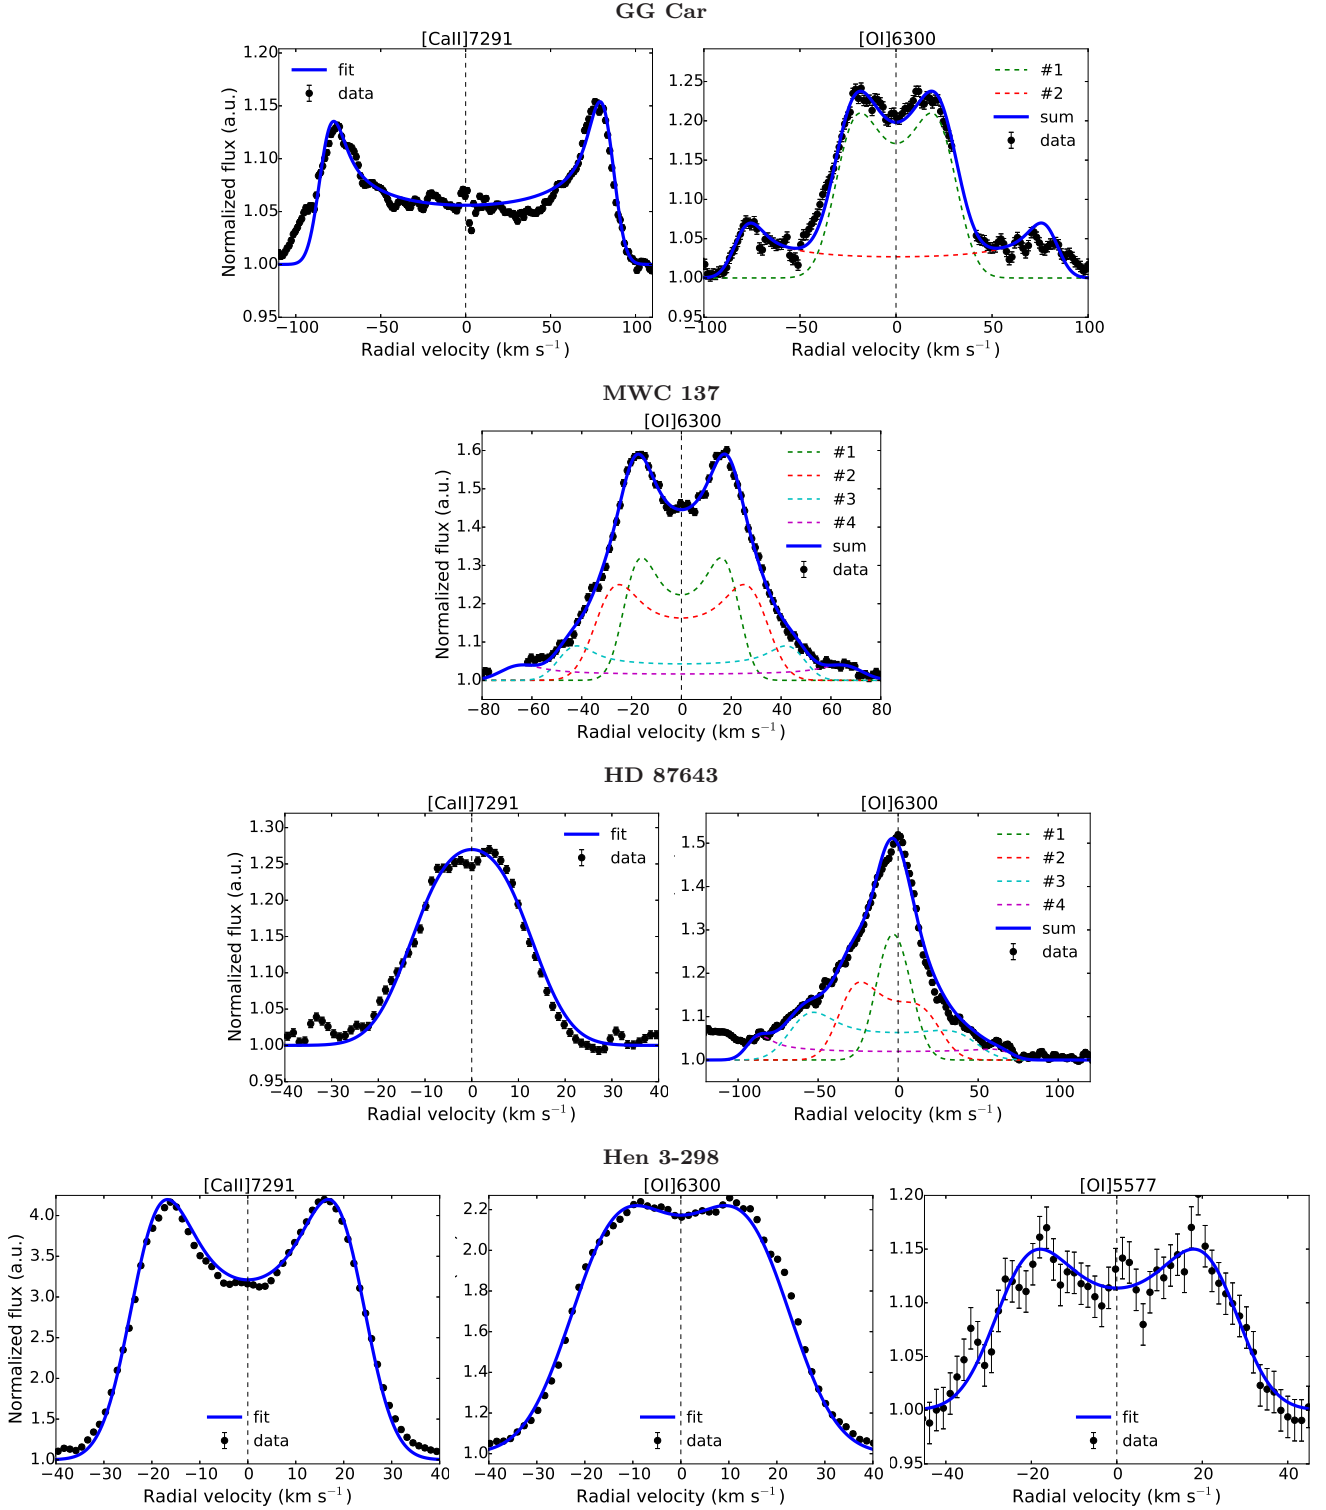 GG Car
[CaII]7291
[OI]6300
1.20
1.15
1.10
1.05
1.00
0.95
Normalized flux (a.u.)
fit
data
−100 −50 0 50 100
Radial velocity (km s−1)
1.25
1.20
1.15
1.10
1.05
1.00
0.95
#1
#2
sum
data
−100 −50 0 50 100
Radial velocity (km s−1)
MWC 137
[OI]6300
1.6
1.5
1.4
1.3
1.2
1.1
1.0
Normalized flux (a.u.)
#1
#2
#3
#4
sum
data
−80 −60 −40 −20 0 20 40 60 80
Radial velocity (km s−1)
HD 87643
[CaII]7291
[OI]6300
1.30
1.25
1.20
1.15
1.10
1.05
1.00
0.95
Normalized flux (a.u.)
fit
data
−40 −30 −20 −10 0 10 20 30 40
Radial velocity (km s−1)
1.5
1.4
1.3
1.2
1.1
1.0
#1
#2
#3
#4
sum
data
−100 −50 0 50 100
Radial velocity (km s−1)
Hen 3-298
[CaII]7291
[OI]6300
[OI]5577
4.0
3.5
3.0
2.5
2.0
1.5
1.0
Normalized flux (a.u.)
fit
data
−40 −30 −20 −10 0 10 20 30 40
Radial velocity (km s−1)
2.2
2.0
1.8
1.6
1.4
1.2
1.0
fit
data
−40 −30 −20 −10 0 10 20 30 40
Radial velocity (km s−1)
1.20
1.15
1.10
1.05
1.00
0.95
fit
data
−40 −20 0 20 40
Radial velocity (km s−1)